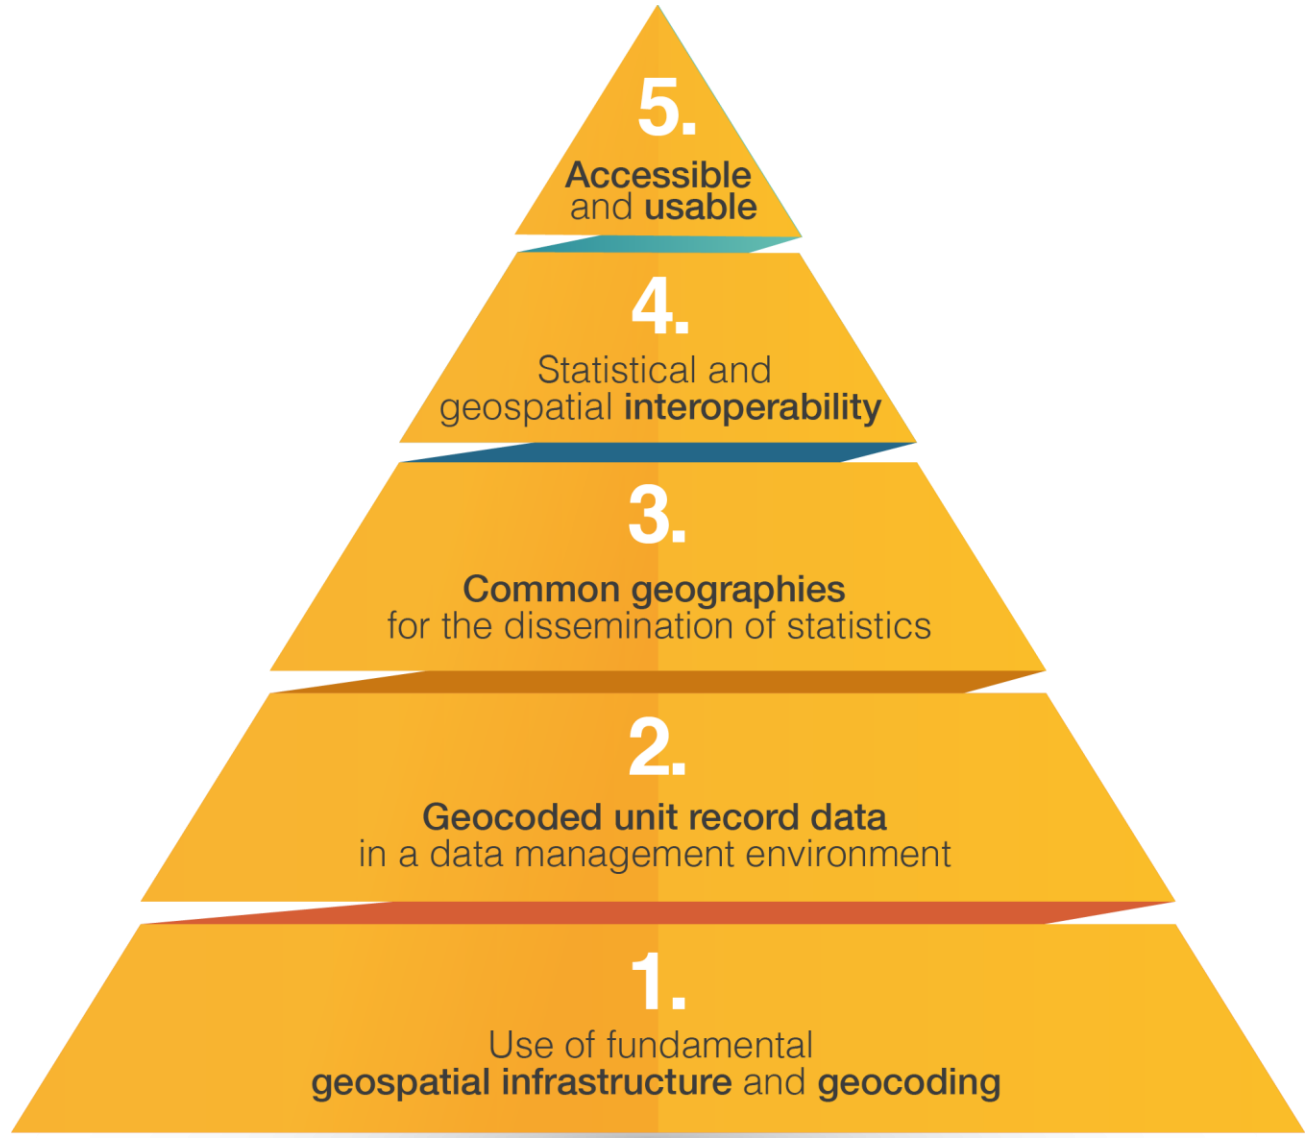 5.
Accessible
and usable
4.
Statistical and
geospatial interoperability
3.
Common geographies
for the dissemination of statistics
2.
Geocoded unit record data
in a data management environment
1.
Use of fundamental
geospatial infrastructure and geocoding